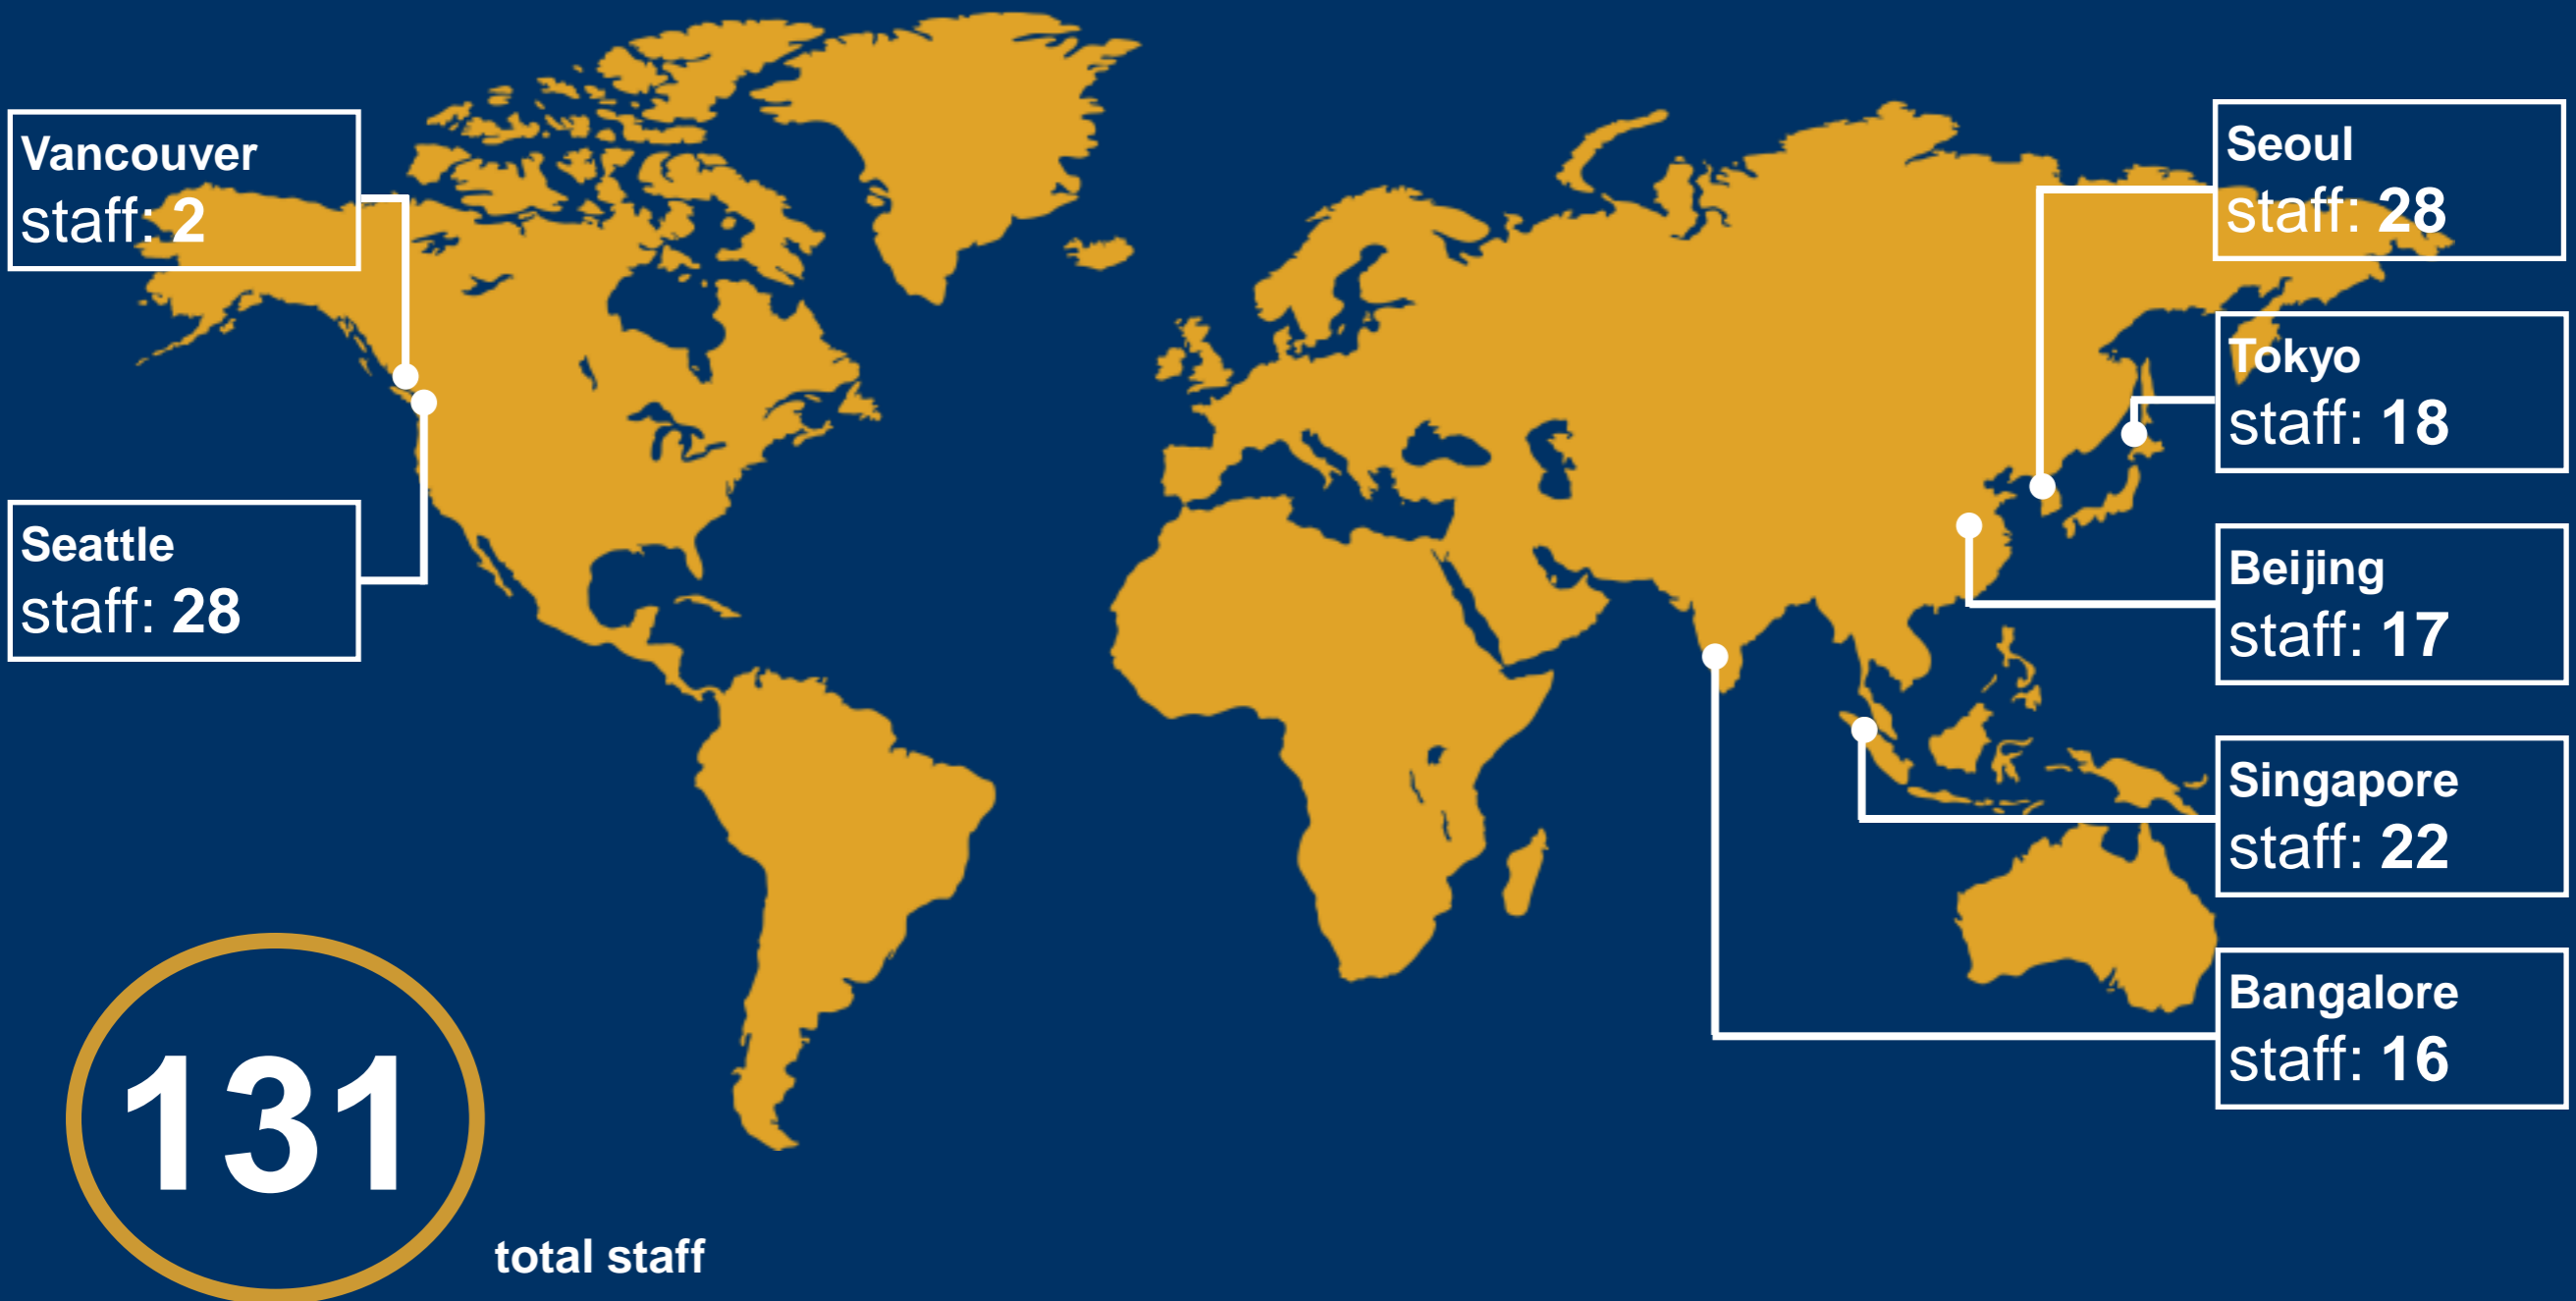 Vancouver
staff: 2
Seattle
staff: 28
Seoul
staff: 28
Tokyo
staff: 18
Beijing
staff: 17
Singapore
staff: 22
Bangalore
staff: 16
131
total staff